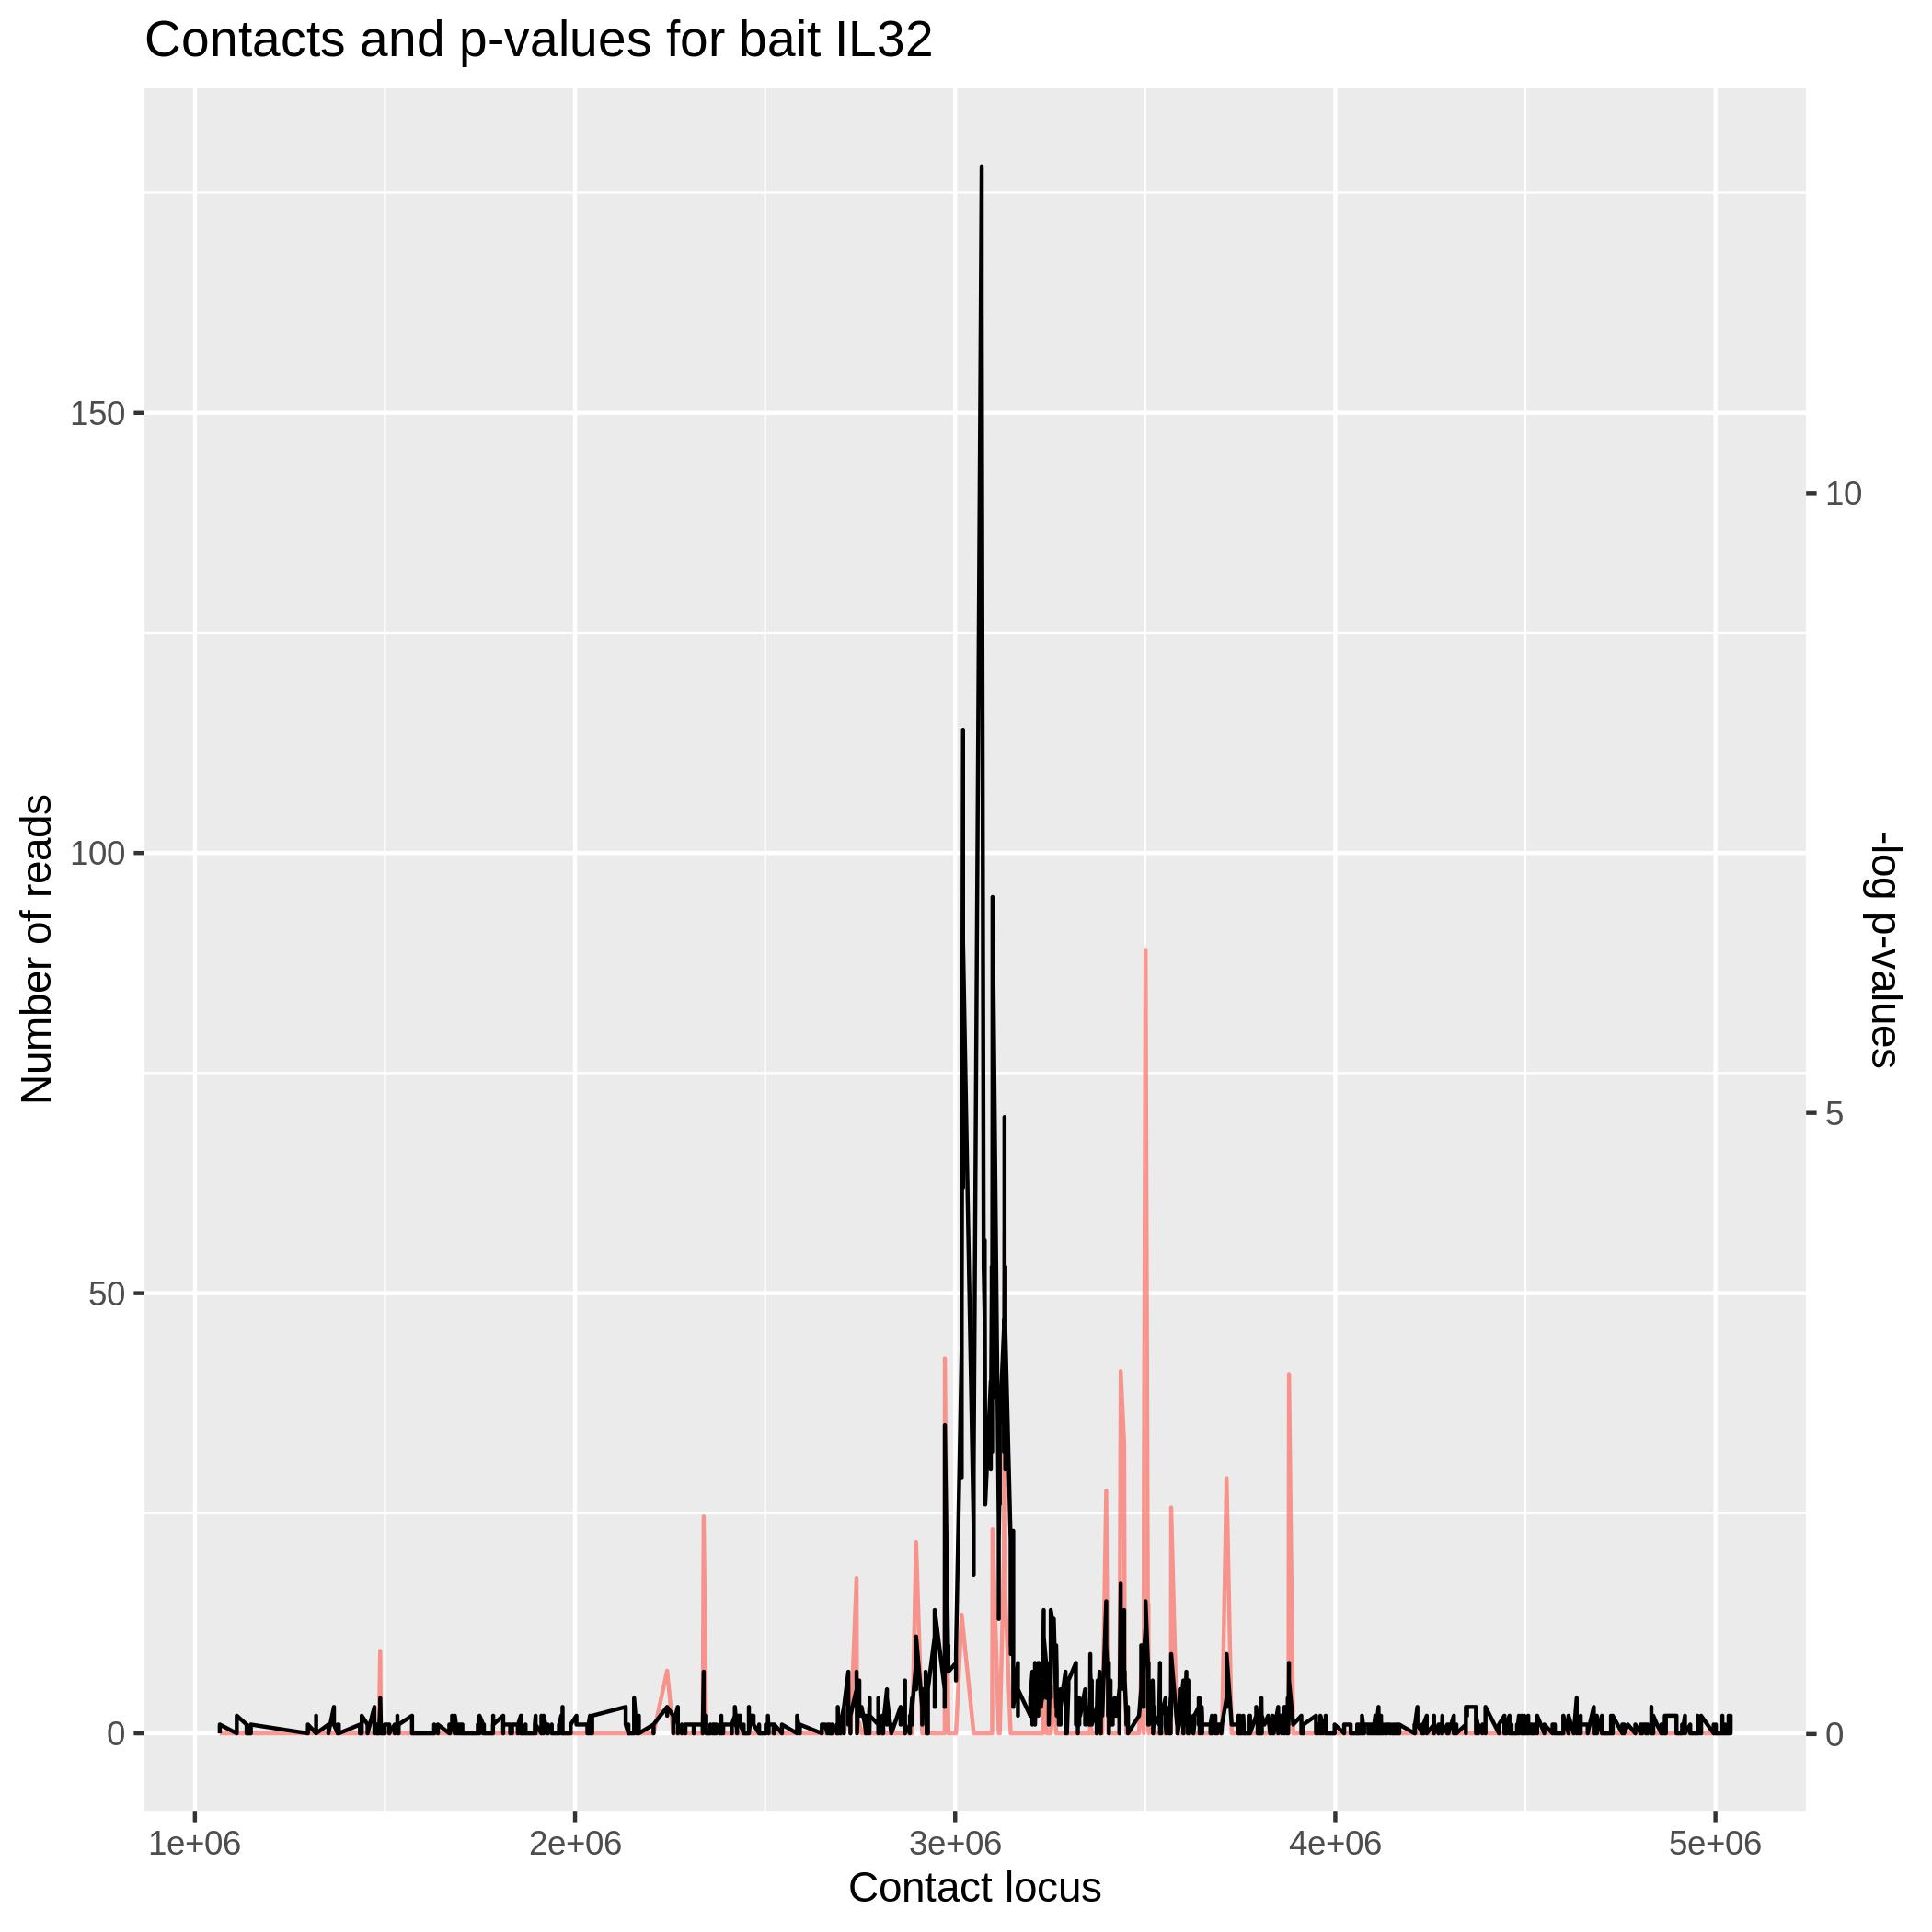 Contacts and p-values for bait IL32
Number of reads
150
100
50
0
10
5
0
-log p-values
1e+06
2e+06
3e+06
4e+06
5e+06
Contact locus